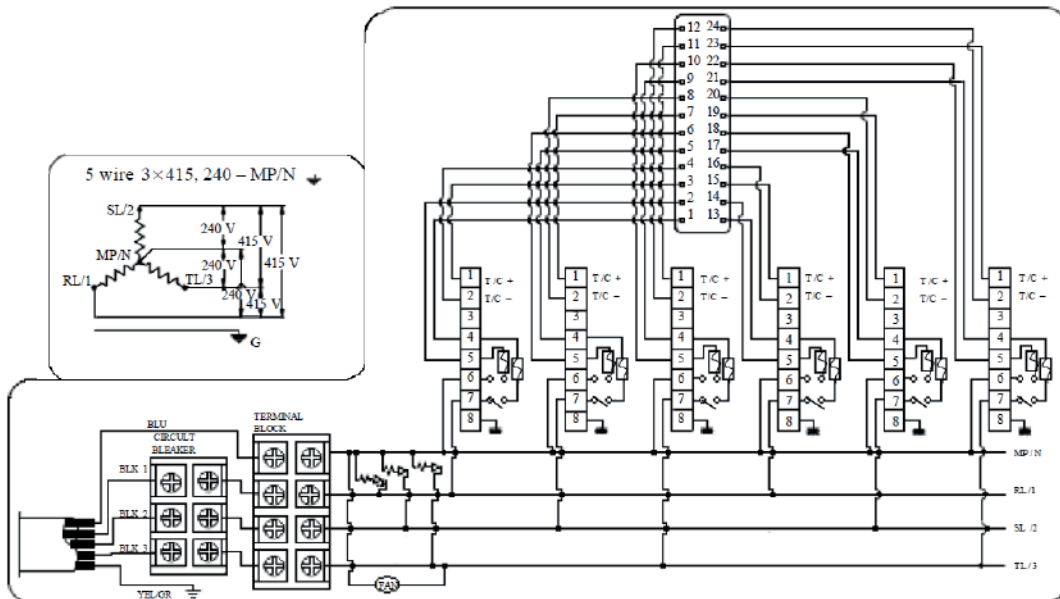 5 wire 3×415, 240 – MP/N
SL/2
240 V
415 V
415 V
MP/N
240 V
RL/1
TL/3
240 V
415 V
G
12 24
11 23
10 22
9 21
8 20
7 19
6 18
5 17
4 16
3 15
2 14
1 13
1 T/C +
2 T/C –
3
4
5
6
7
8
1 T/C +
2 T/C –
3
4
5
6
7
8
1 T/C +
2 T/C –
3
4
5
6
7
8
1 T/C +
2 T/C –
3
4
5
6
7
8
1 T/C +
2 T/C –
3
4
5
6
7
8
1 T/C +
2 T/C –
3
4
5
6
7
8
BLU
CIRCULT
BLEAKER
TERMINAL
BLOCK
BLK 1
BLK 2
BLK 3
YEL/GR
FAN
MP/N
RL/1
SL/2
TL/3